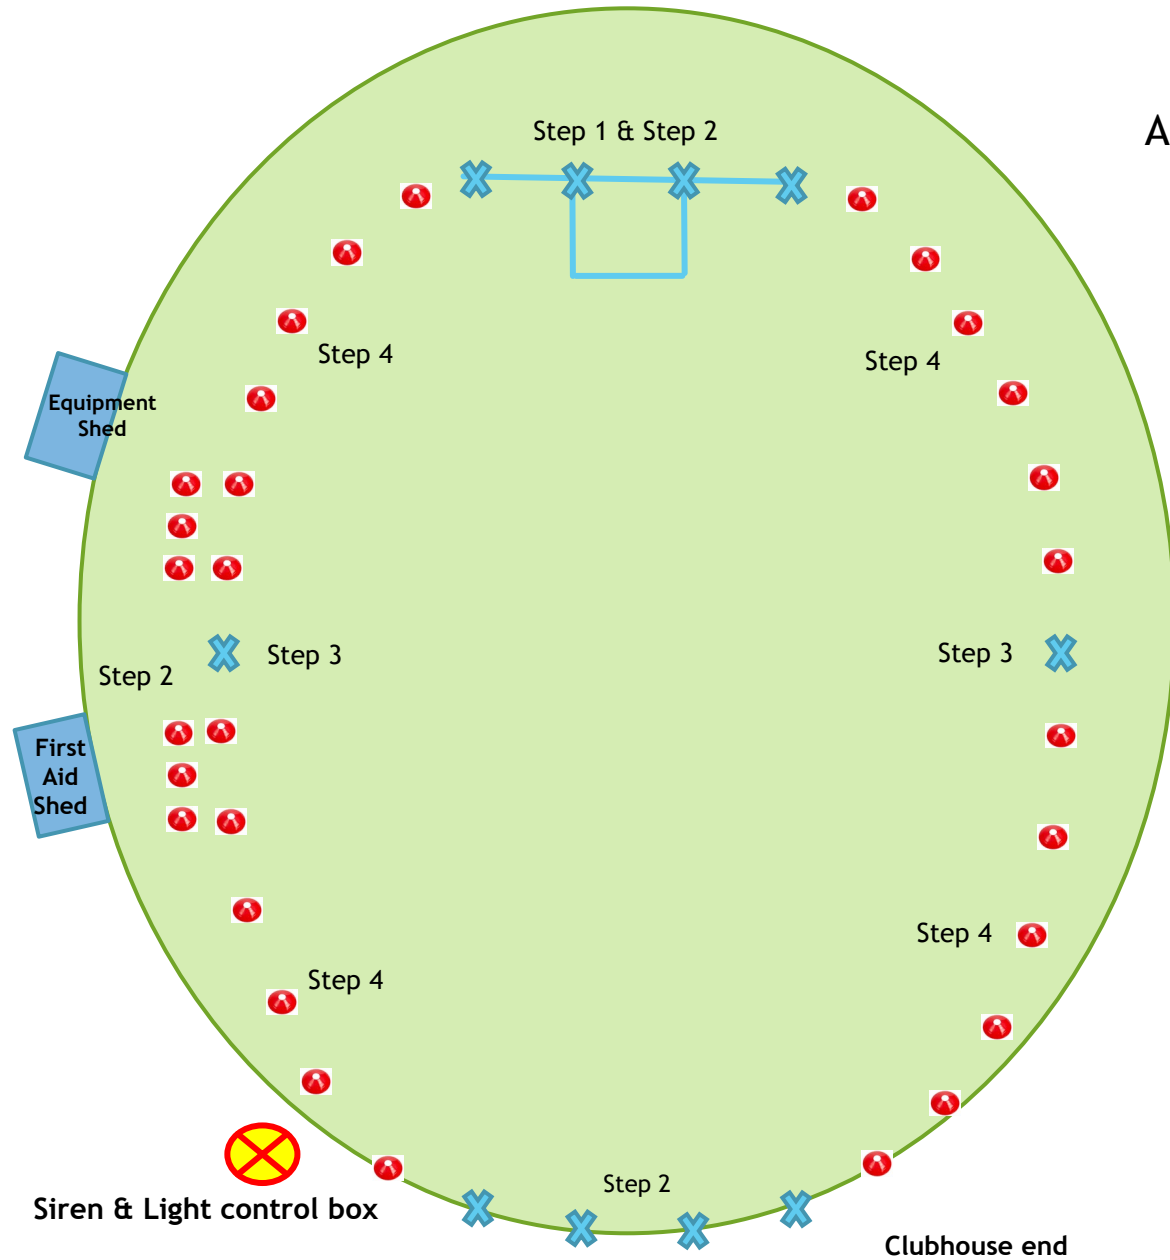 Step 1 & Step 2
A
Step 4
Step 4
Equipment
Shed
Step 3
Step 3
Step 2
First
Aid
Shed
Step 4
Step 4
Step 2
Siren & Light control box
Clubhouse end